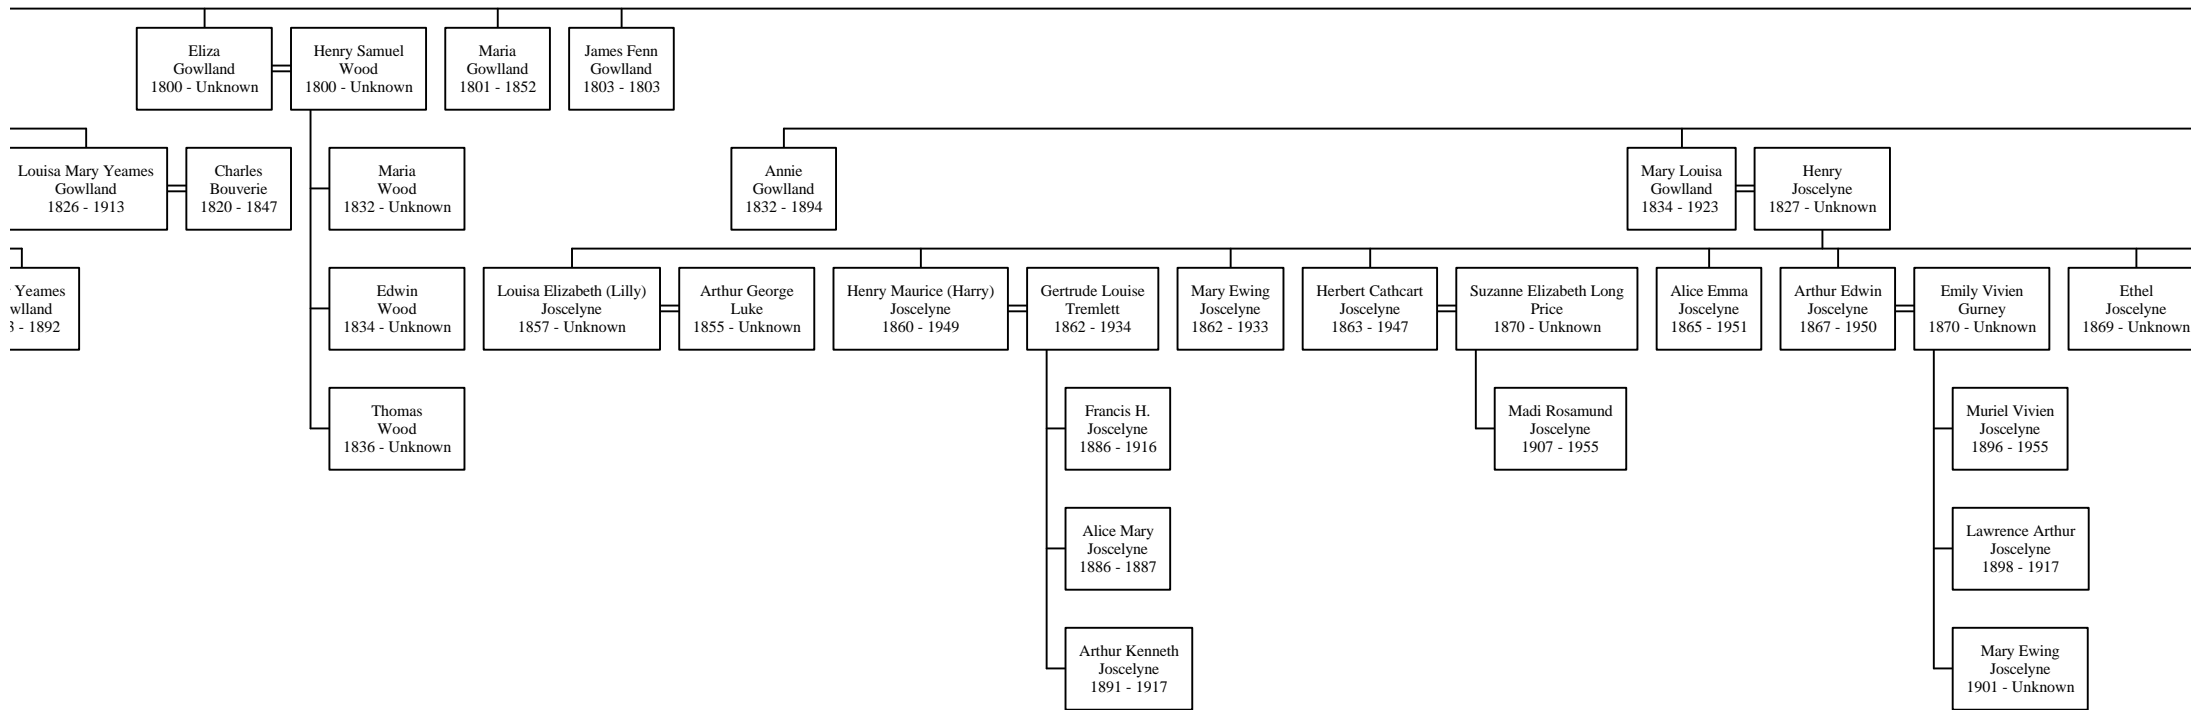 Eliza
Gowlland
1800 - Unknown
Henry Samuel
Wood
1800 - Unknown
Maria
Gowlland
1801 - 1852
James Fenn
Gowlland
1803 - 1803
Louisa Mary Yeames
Gowlland
1826 - 1913
Charles
Bouverie
1820 - 1847
Maria
Wood
1832 - Unknown
Annie
Gowlland
1832 - 1894
Mary Louisa
Gowlland
1834 - 1923
Henry
Joscelyne
1827 - Unknown
Yeames
- 1892
Edwin
Wood
1834 - Unknown
Louisa Elizabeth (Lilly)
Joscelyne
1857 - Unknown
Arthur George
Luke
1855 - Unknown
Henry Maurice (Harry)
Joscelyne
1860 - 1949
Gertrude Louise
Tremlett
1862 - 1934
Mary Ewing
Joscelyne
1862 - 1933
Herbert Cathcart
Joscelyne
1863 - 1947
Suzanne Elizabeth Long
Price
1870 - Unknown
Alice Emma
Joscelyne
1865 - 1951
Arthur Edwin
Joscelyne
1867 - 1950
Emily Vivien
Gurney
1870 - Unknown
Ethel
Joscelyne
1869 - Unknown
Thomas
Wood
1836 - Unknown
Francis H.
Joscelyne
1886 - 1916
Madi Rosamund
Joscelyne
1907 - 1955
Muriel Vivien
Joscelyne
1896 - 1955
Alice Mary
Joscelyne
1886 - 1887
Lawrence Arthur
Joscelyne
1898 - 1917
Arthur Kenneth
Joscelyne
1891 - 1917
Mary Ewing
Joscelyne
1901 - Unknown